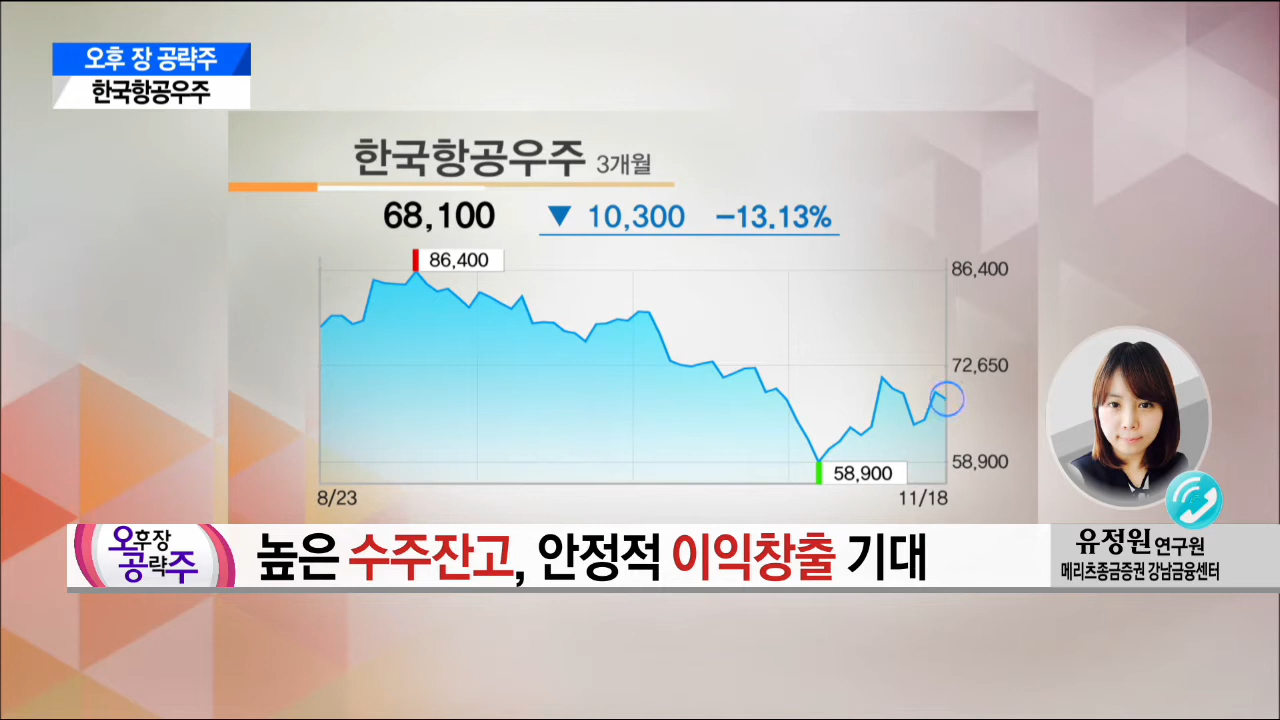 오후 장 공략주
한국항공우주
한국항공우주 3개월
68,100 ▼ 10,300 -13.13%
86,400
86,400
72,650
58,900
58,900
8/23 11/18
오후장
공략주
높은 수주잔고, 안정적 이익창출 기대
유정원 연구원
메리츠종금증권 강남금융센터